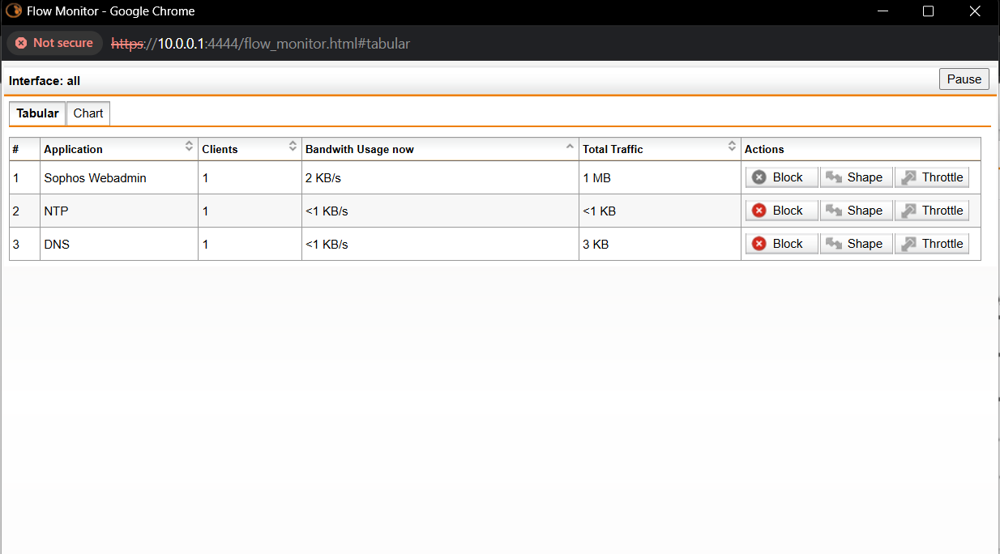 Flow Monitor - Google Chrome
Not secure https://10.0.0.1:4444/flow_monitor.html#tabular
Interface: all Pause
Tabular Chart
# Application Clients Bandwith Usage now Total Traffic Actions
1 Sophos Webadmin 1 2 KB/s 1 MB Block Shape Throttle
2 NTP 1 <1 KB/s <1 KB Block Shape Throttle
3 DNS 1 <1 KB/s 3 KB Block Shape Throttle